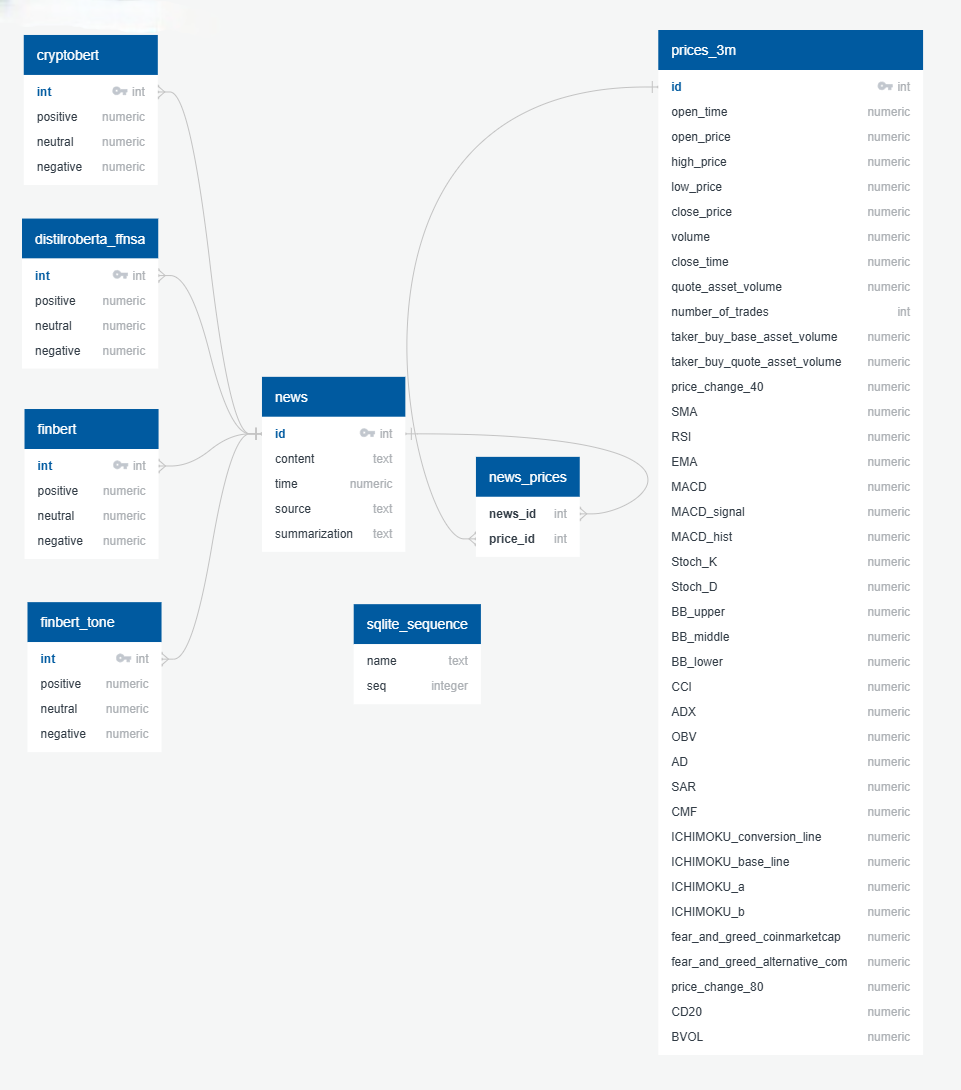 cryptobert
int int
positive numeric
neutral numeric
negative numeric
distilroberta_ffnsa
int int
positive numeric
neutral numeric
negative numeric
finbert
int int
positive numeric
neutral numeric
negative numeric
finbert_tone
int int
positive numeric
neutral numeric
negative numeric
news
id int
content text
time numeric
source text
summarization text
news_prices
news_id int
price_id int
sqlite_sequence
name text
seq integer
prices_3m
id int
open_time numeric
open_price numeric
high_price numeric
low_price numeric
close_price numeric
volume numeric
close_time numeric
quote_asset_volume numeric
number_of_trades int
taker_buy_base_asset_volume numeric
taker_buy_quote_asset_volume numeric
price_change_40 numeric
SMA numeric
RSI numeric
EMA numeric
MACD numeric
MACD_signal numeric
MACD_hist numeric
Stoch_K numeric
Stoch_D numeric
BB_upper numeric
BB_middle numeric
BB_lower numeric
CCI numeric
ADX numeric
OBV numeric
AD numeric
SAR numeric
CMF numeric
ICHIMOKU_conversion_line numeric
ICHIMOKU_base_line numeric
ICHIMOKU_a numeric
ICHIMOKU_b numeric
fear_and_greed_coinmarketcap numeric
fear_and_greed_alternative_com numeric
price_change_80 numeric
CD20 numeric
BVOL numeric